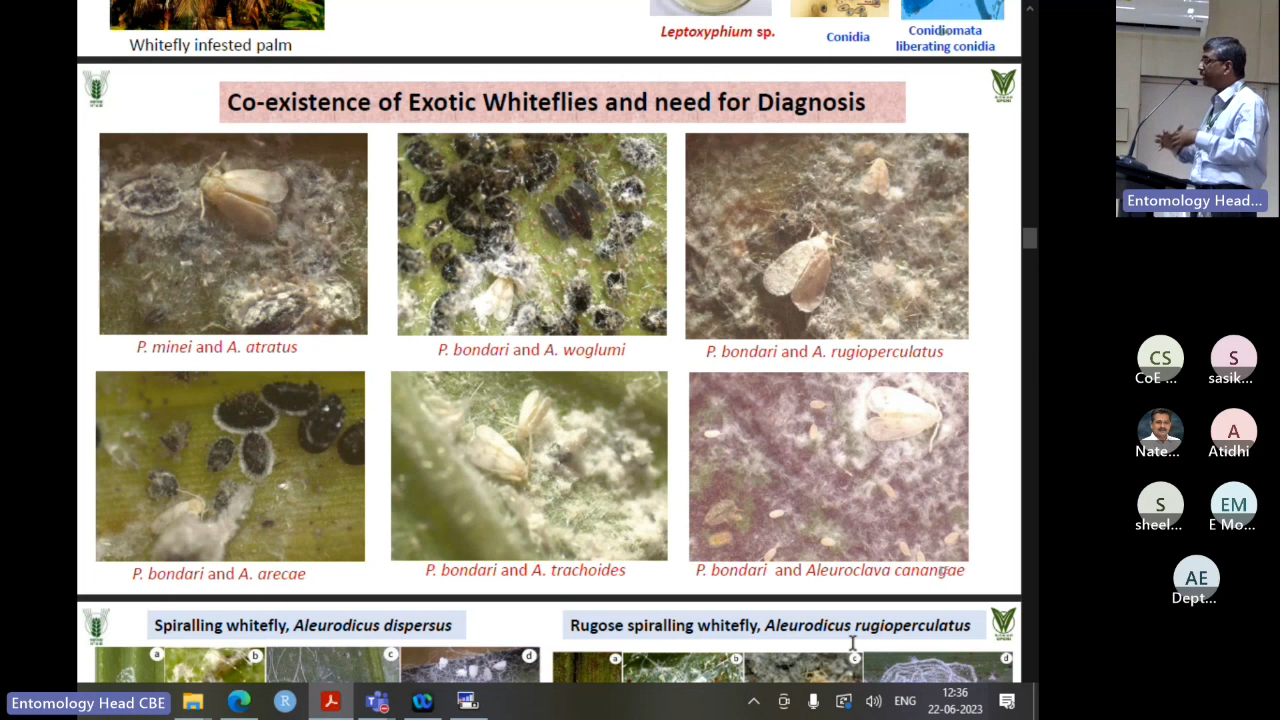 Whitefly infested palm
Leptoxyphium sp.
Conidia
Conidiomata
liberating conidia
Co-existence of Exotic Whiteflies and need for Diagnosis
P. minei and A. atratus
P. bondari and A. woglumi
P. bondari and A. rugioperculatus
P. bondari and A. arecae
P. bondari and A. trachoides
P. bondari and Aleuroclava canangae
Spiralling whitefly, Aleurodicus dispersus
Rugose spiralling whitefly, Aleurodicus rugioperculatus
a
b
c
d
a
b
c
d
Entomology Head...
CS
CoE ...
S
sasik...
Nate...
A
Atidhi
S
sheel...
EM
E Mo...
AE
Dept...
Entomology Head CBE
R
ENG
12:36
22-06-2023